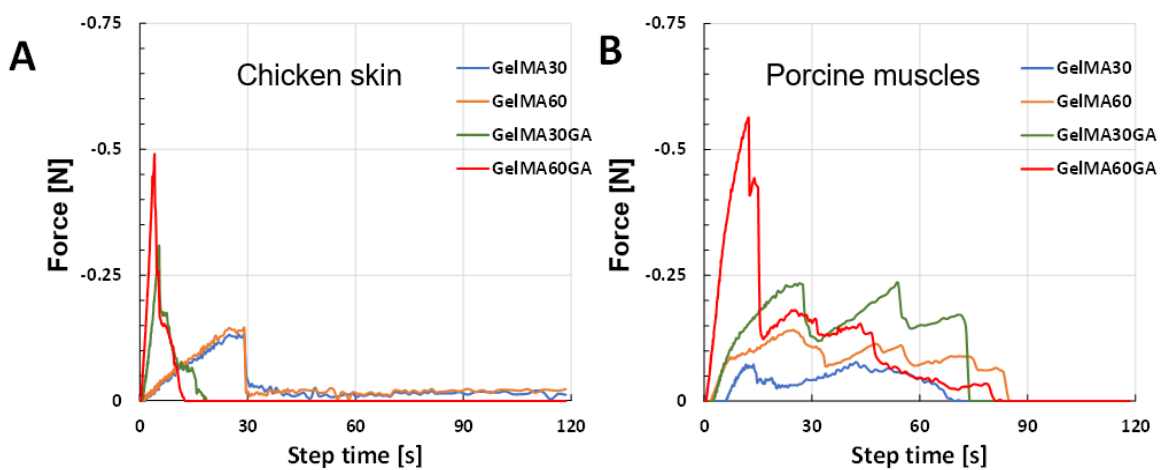 A
Chicken skin
GelMA30
GelMA60
GelMA30GA
GelMA60GA
Force [N]
-0.75
-0.5
-0.25
0
0
30
60
90
120
Step time [s]
B
Porcine muscles
GelMA30
GelMA60
GelMA30GA
GelMA60GA
Force [N]
-0.75
-0.5
-0.25
0
0
30
60
90
120
Step time [s]